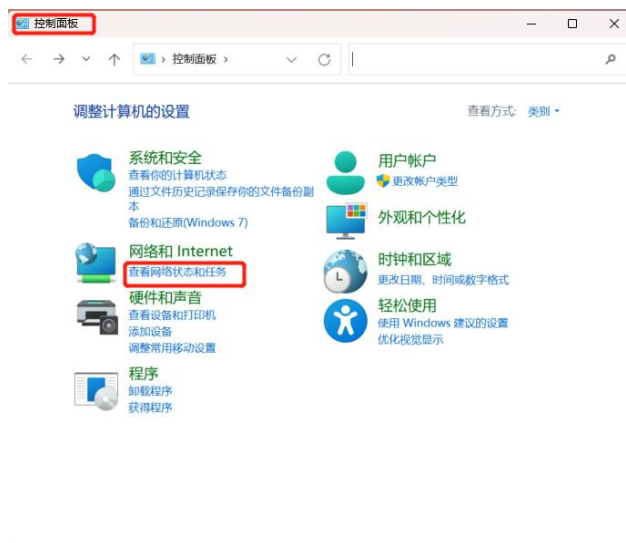 控制面板
控制面板
调整计算机的设置
查看方式: 类别
系统和安全
查看你的计算机状态
通过文件历史记录保存你的文件备份副
本
备份和还原(Windows 7)
网络和 Internet
查看网络状态和任务
硬件和声音
查看设备和打印机
添加设备
调整常用移动设置
程序
卸载程序
获得程序
用户帐户
更改帐户类型
外观和个性化
时钟和区域
更改日期、时间或数字格式
轻松使用
使用 Windows 建议的设置
优化视觉显示